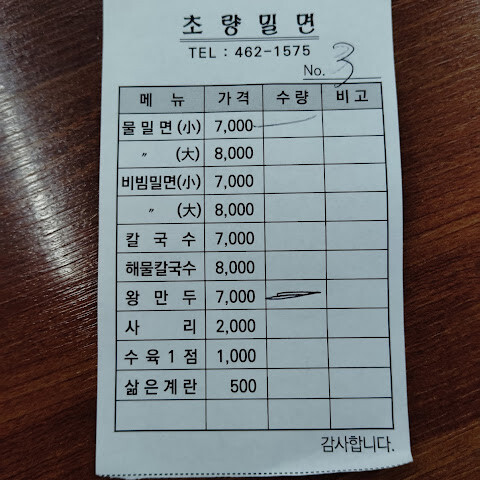 초량밀면
TEL : 462-1575
No. 3
메 뉴 가 격 수 량 비 고
물 밀 면 (小) 7,000
〃 (大) 8,000
비빔밀면(小) 7,000
〃 (大) 8,000
칼 국 수 7,000
해물칼국수 8,000
왕 만 두 7,000
사 리 2,000
수 육 1 점 1,000
삶은계란 500
감사합니다.